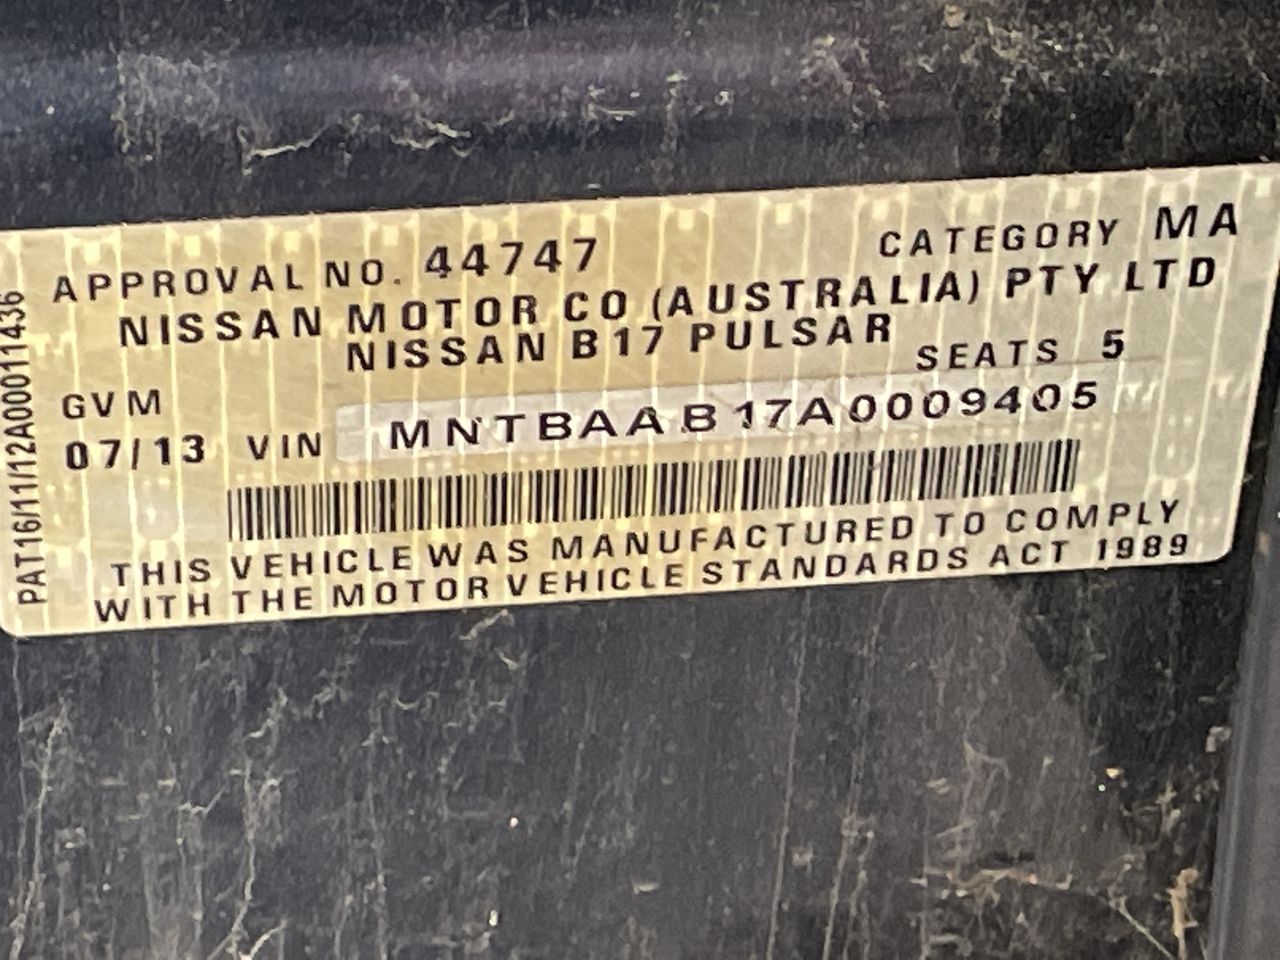 APPROVAL NO. 44747 CATEGORY MA
NISSAN MOTOR CO (AUSTRALIA) PTY LTD
NISSAN B17 PULSAR SEATS 5
GVM
07/13 VIN MNTBAAB17A0009405
THIS VEHICLE WAS MANUFACTURED TO COMPLY
WITH THE MOTOR VEHICLE STANDARDS ACT 1989
PAT16/11/12A00011436